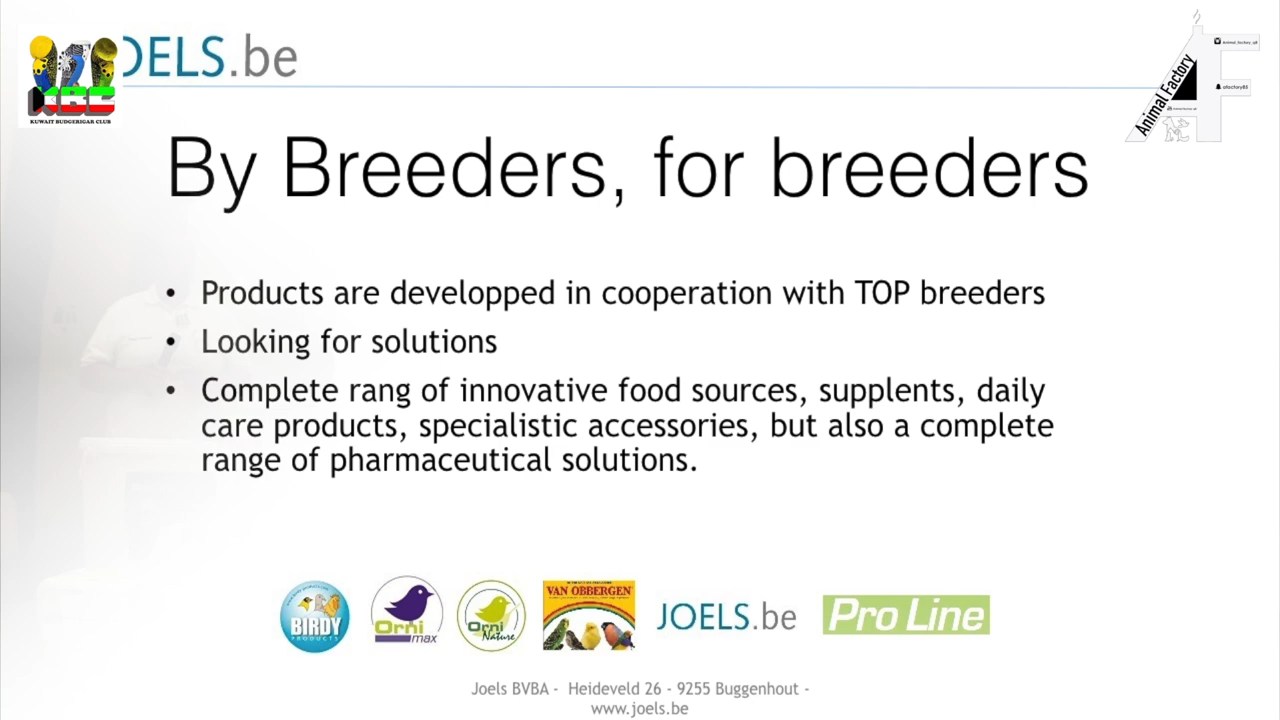 JOELS.be
KBC
KUWAIT BUDGERIGAR CLUB
Animal Factory
animal_factory_q8
afactory85
By Breeders, for breeders
• Products are developped in cooperation with TOP breeders
• Looking for solutions
• Complete rang of innovative food sources, supplents, daily
care products, specialistic accessories, but also a complete
range of pharmaceutical solutions.
BIRDY
PRODUCTS
Orni
max
Orni
Nature
VAN OBBERGEN
JOELS.be
Pro Line
Joels BVBA - Heideveld 26 - 9255 Buggenhout -
www.joels.be